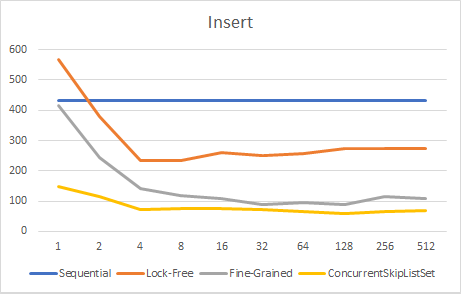 Insert
600
500
400
300
200
100
0
1 2 4 8 16 32 64 128 256 512
Sequential Lock-Free Fine-Grained ConcurrentSkipListSet